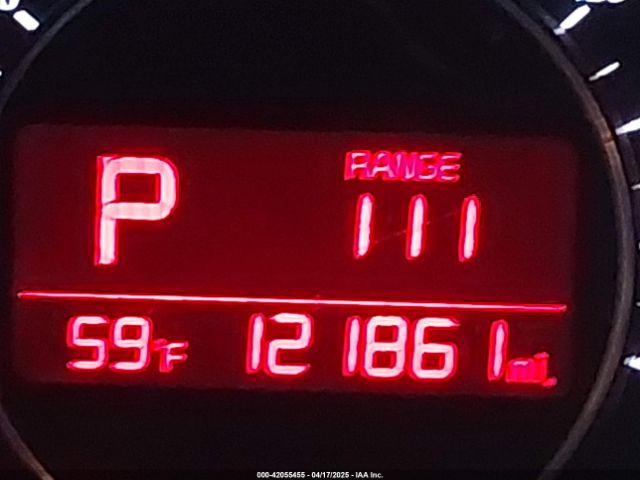 P RANGE
111
59°F 121861 mi.
000-42055455 - 04/17/2025 - IAA Inc.